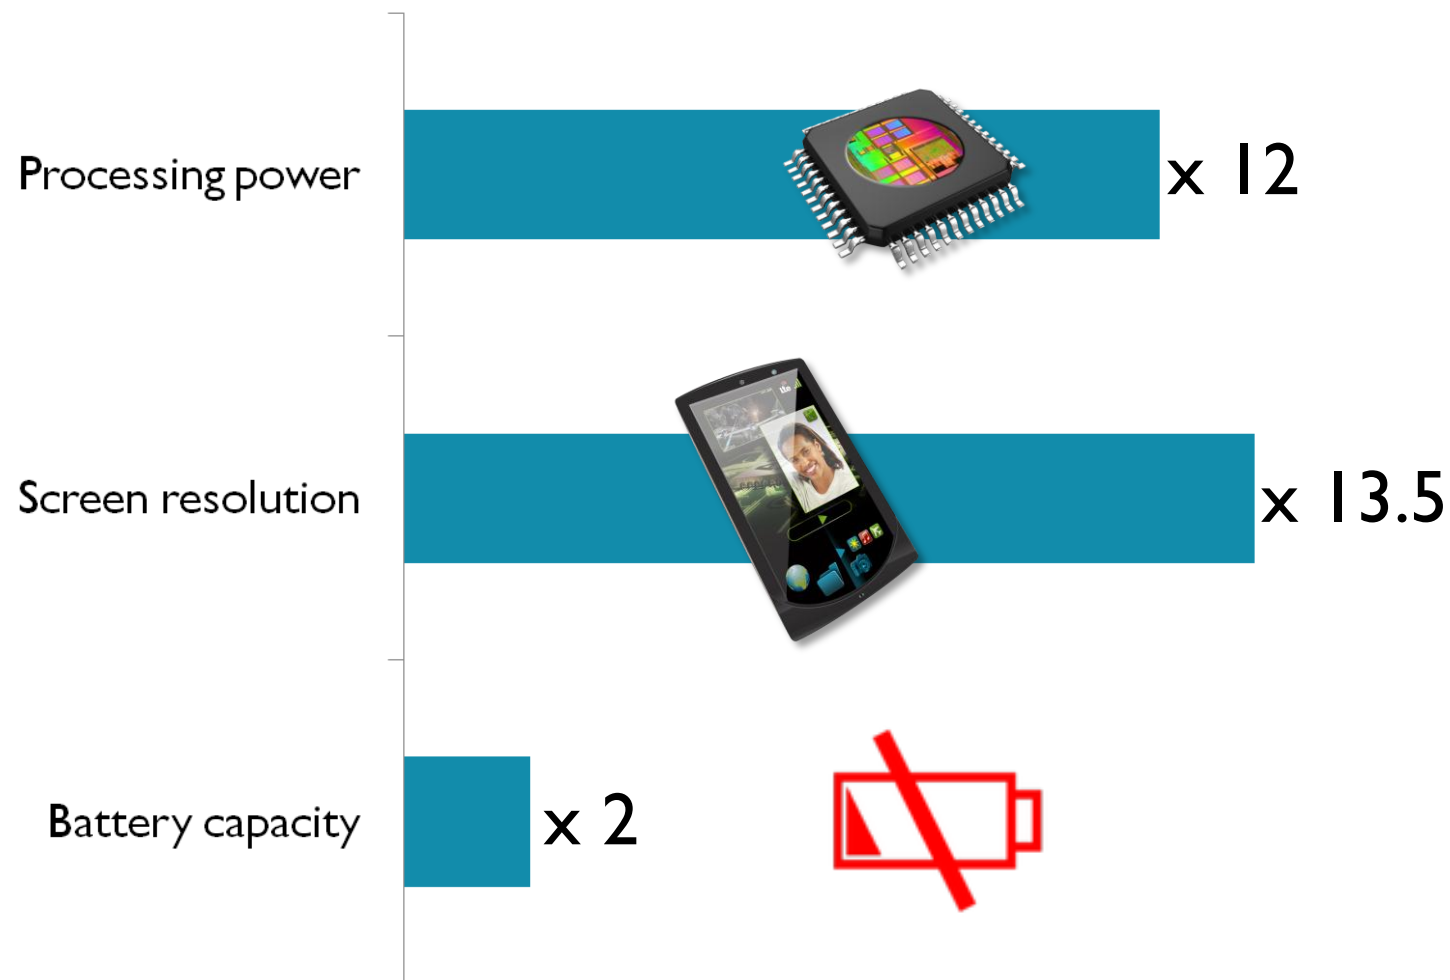 Processing power
x 12
Screen resolution
x 13.5
Battery capacity
x 2